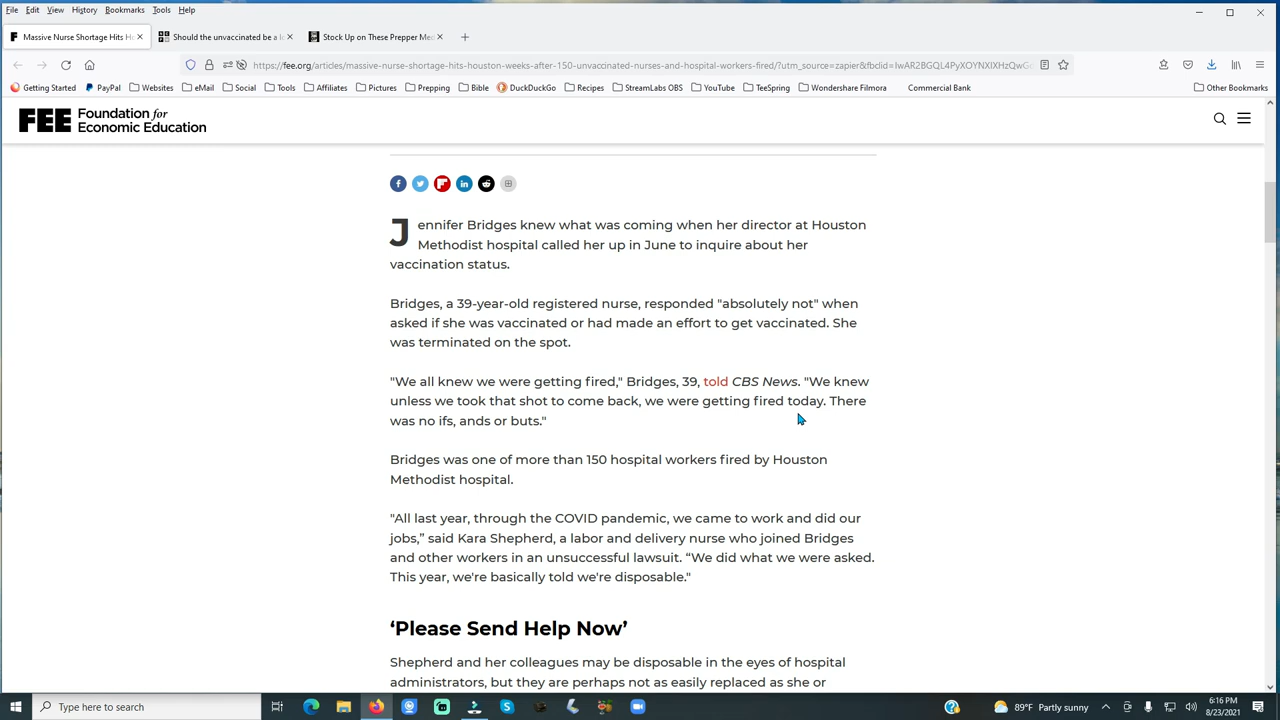 File Edit View History Bookmarks Tools Help
Massive Nurse Shortage Hits Ho
Should the unvaccinated be a lo
Stock Up on These Prepper Med
https://fee.org/articles/massive-nurse-shortage-hits-houston-weeks-after-150-unvaccinated-nurses-and-hospital-workers-fired/?utm_source=zapier&fbclid=
Getting Started PayPal Websites eMail Social Tools Affiliates Pictures Prepping Bible DuckDuckGo Recipes StreamLabs OBS YouTube TeeSpring Wondershare Filmora Commercial Bank Other Bookmarks
FEE Foundation for
Economic Education
Jennifer Bridges knew what was coming when her director at Houston
Methodist hospital called her up in June to inquire about her
vaccination status.
Bridges, a 39-year-old registered nurse, responded "absolutely not" when
asked if she was vaccinated or had made an effort to get vaccinated. She
was terminated on the spot.
"We all knew we were getting fired," Bridges, 39, told CBS News. "We knew
unless we took that shot to come back, we were getting fired today. There
was no ifs, ands or buts."
Bridges was one of more than 150 hospital workers fired by Houston
Methodist hospital.
"All last year, through the COVID pandemic, we came to work and did our
jobs,” said Kara Shepherd, a labor and delivery nurse who joined Bridges
and other workers in an unsuccessful lawsuit. “We did what we were asked.
This year, we're basically told we're disposable."
‘Please Send Help Now’
Shepherd and her colleagues may be disposable in the eyes of hospital
administrators, but they are perhaps not as easily replaced as she or
Type here to search
89°F Partly sunny
6:16 PM
8/23/2021